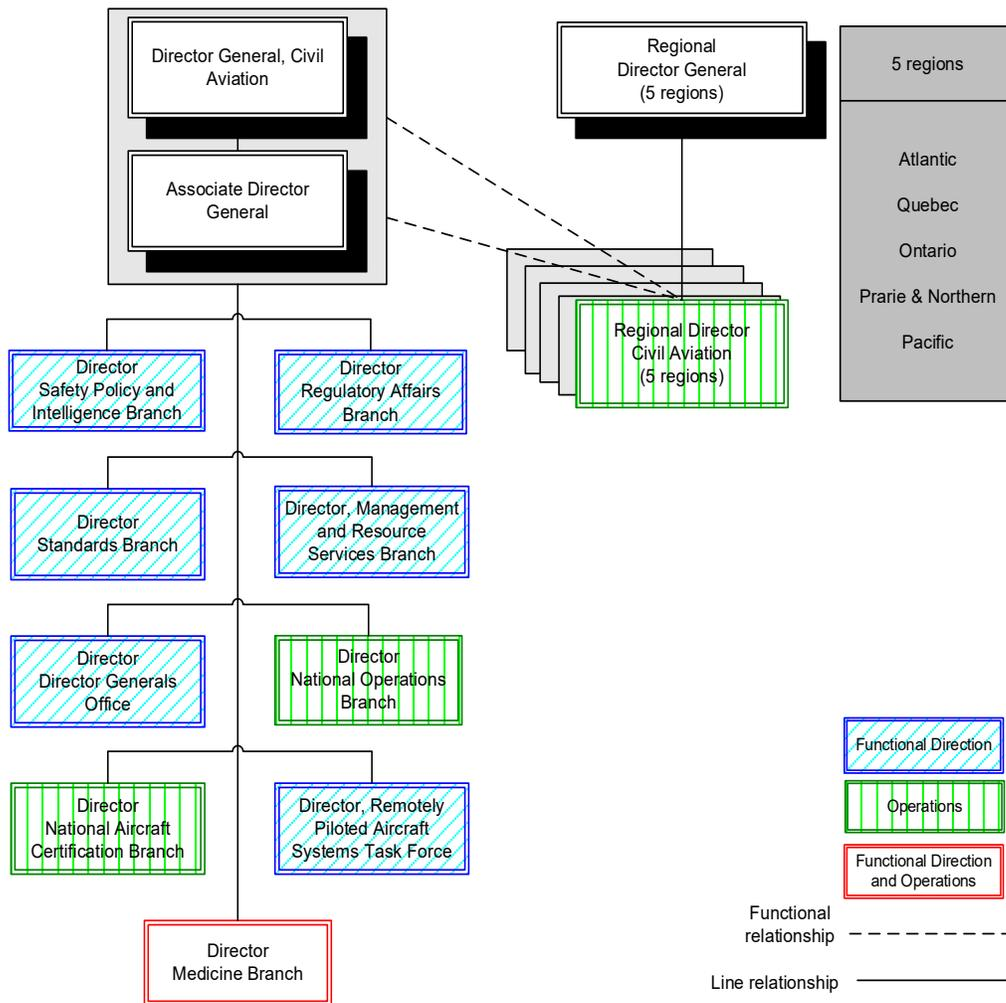 Director General, Civil
Aviation
Associate Director
General
Regional
Director General
(5 regions)
5 regions
Atlantic
Quebec
Ontario
Prarie & Northern
Pacific
Regional Director
Civil Aviation
(5 regions)
Director
Safety Policy and
Intelligence Branch
Director
Regulatory Affairs
Branch
Director
Standards Branch
Director, Management
and Resource
Services Branch
Director
Director Generals
Office
Director
National Operations
Branch
Director
National Aircraft
Certification Branch
Director, Remotely
Piloted Aircraft
Systems Task Force
Director
Medicine Branch
Functional Direction
Operations
Functional Direction
and Operations
Functional
relationship
Line relationship